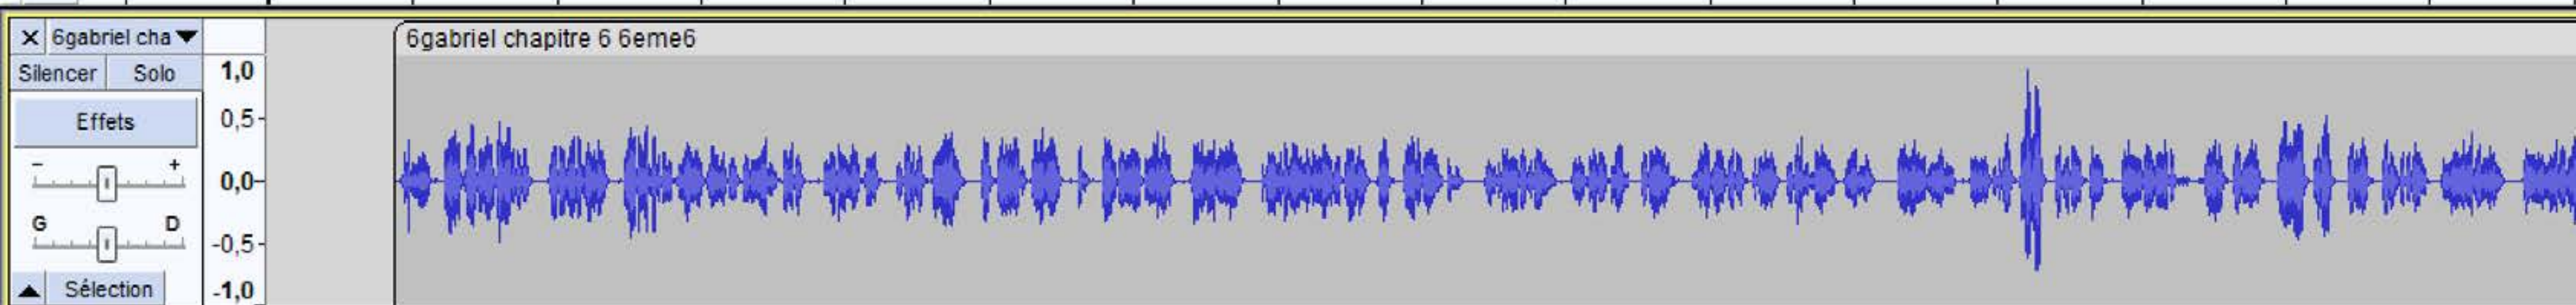 6gabriel cha
6gabriel chapitre 6 6eme6
Silencer Solo
Effets
- +
G D
Sélection
1,0
0,5
0,0
-0,5
-1,0